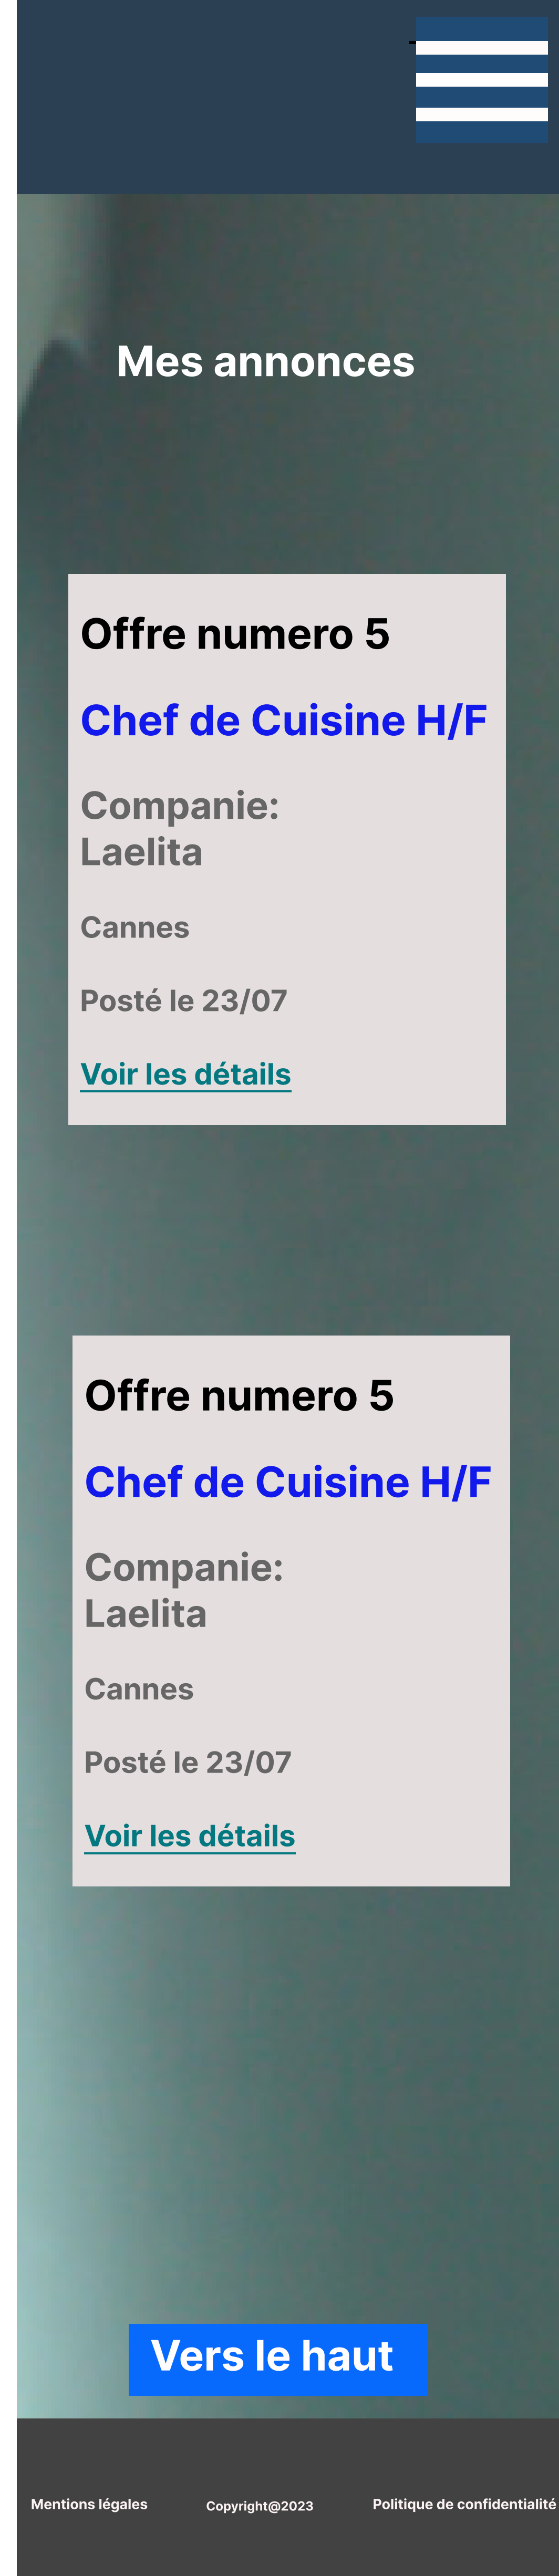 Mes annonces
Offre numero 5
Chef de Cuisine H/F
Companie:
Laelita
Cannes
Posté le 23/07
Voir les détails
Offre numero 5
Chef de Cuisine H/F
Companie:
Laelita
Cannes
Posté le 23/07
Voir les détails
Vers le haut
Mentions légales Copyright@2023 Politique de confidentialité